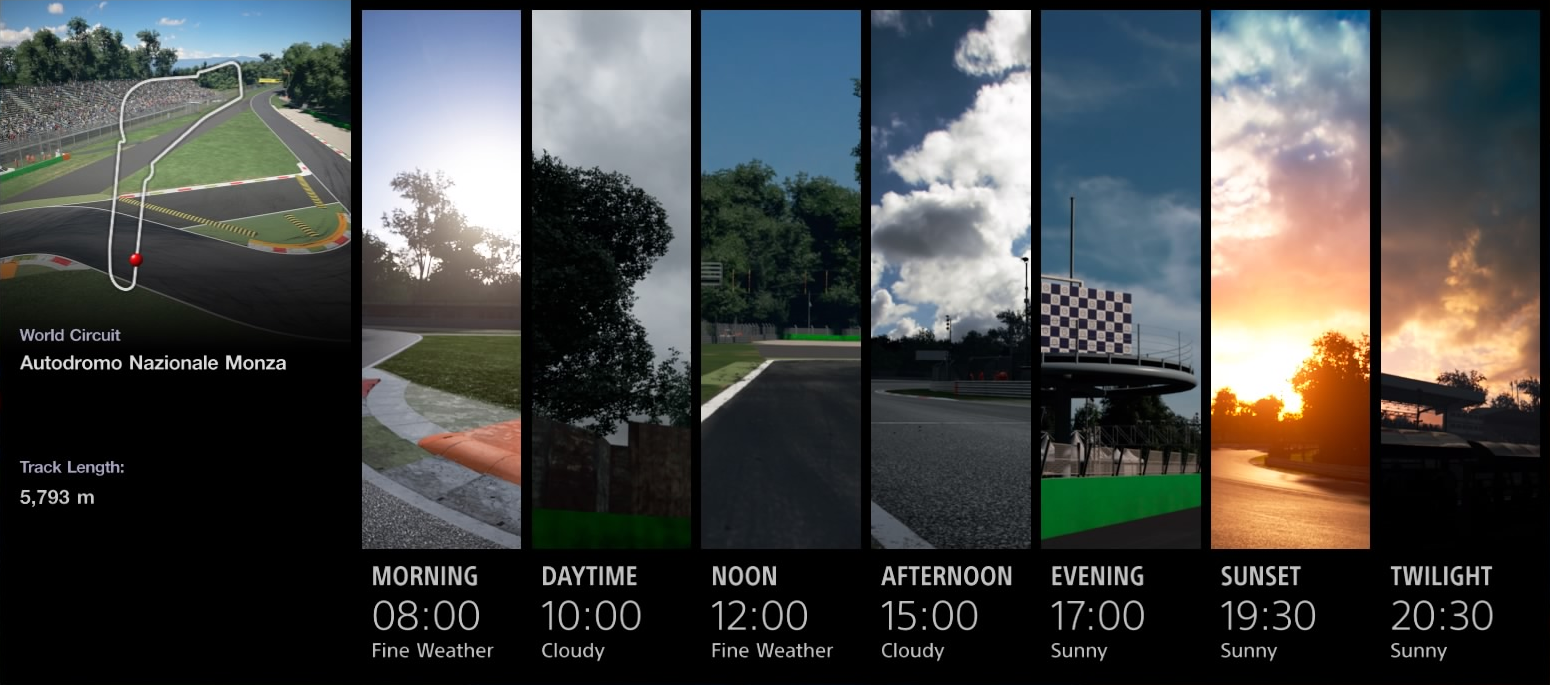 World Circuit
Autodromo Nazionale Monza
Track Length:
5,793 m
MORNING
08:00
Fine Weather
DAYTIME
10:00
Cloudy
NOON
12:00
Fine Weather
AFTERNOON
15:00
Cloudy
EVENING
17:00
Sunny
SUNSET
19:30
Sunny
TWILIGHT
20:30
Sunny